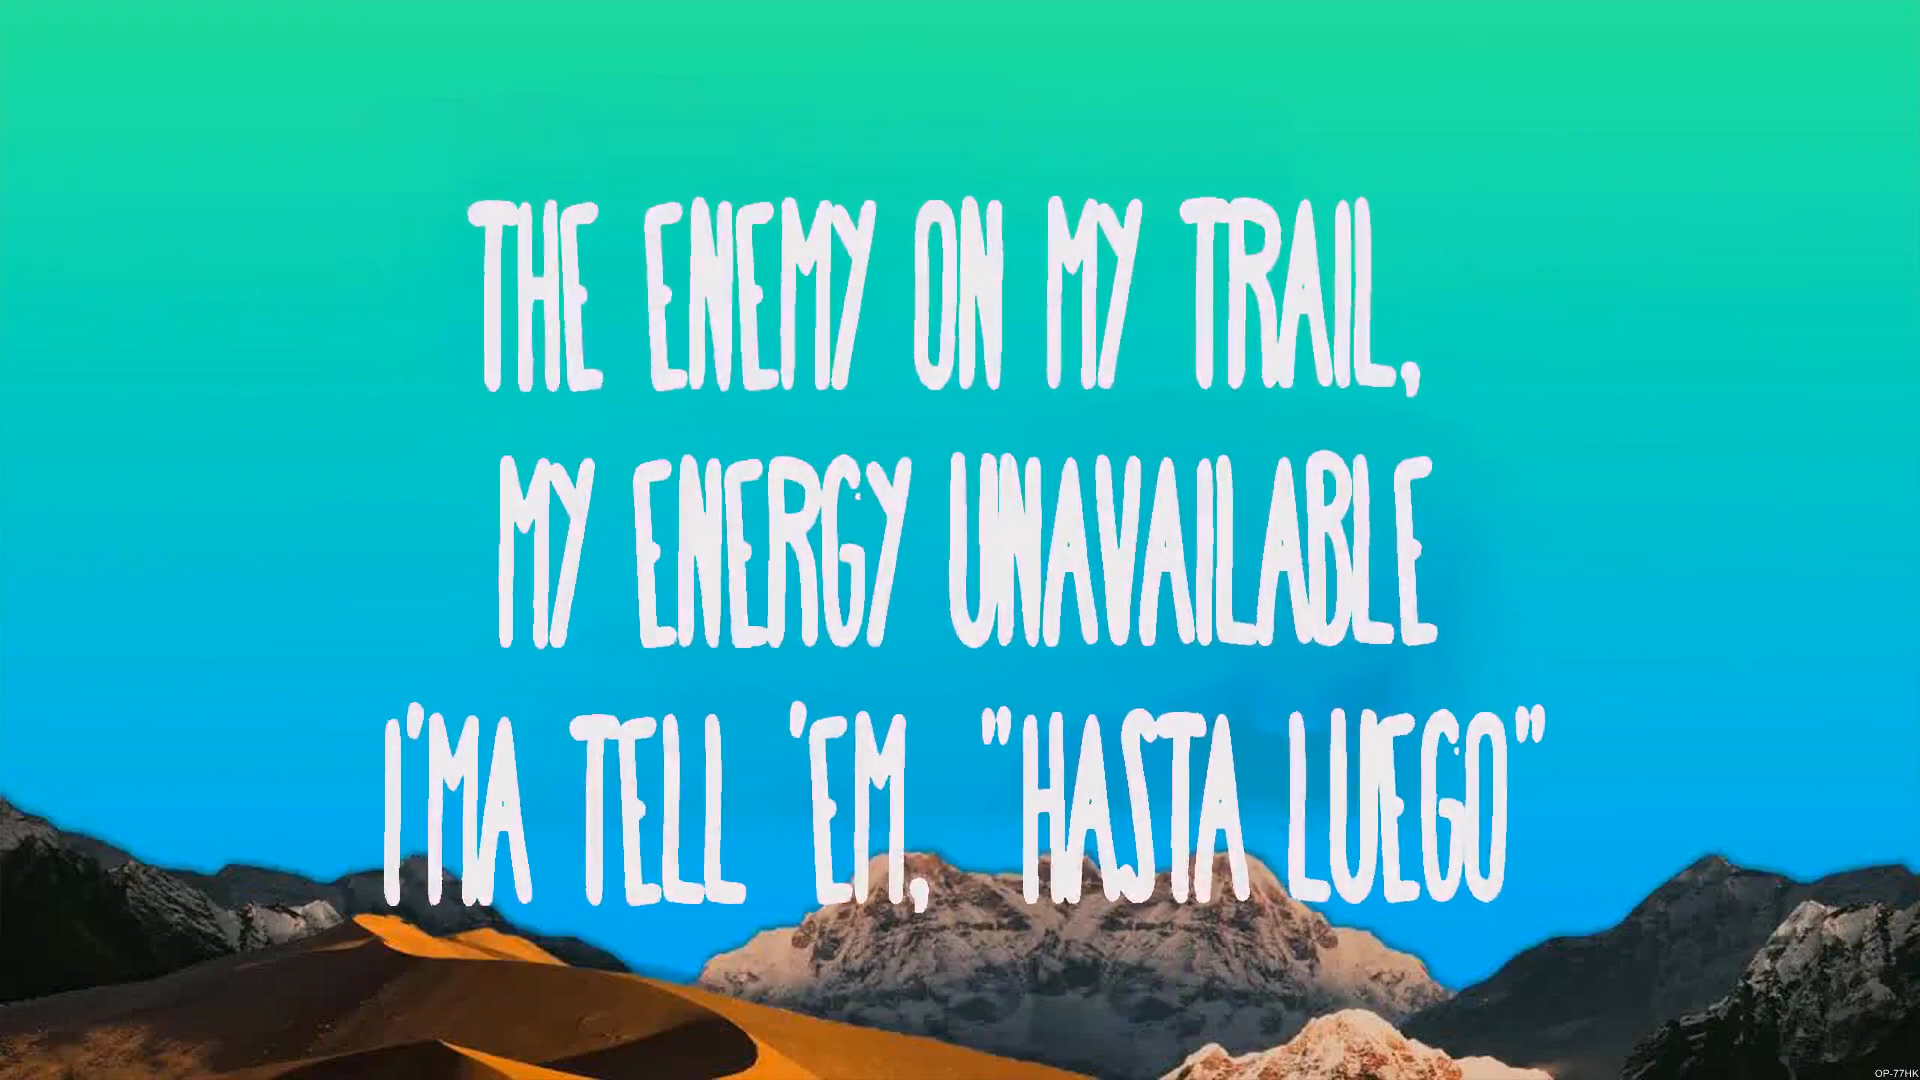 THE ENEMY ON MY TRAIL,
MY ENERGY UNAVAILABLE
I'MA TELL 'EM, "HASTA LUEGO"
OP-77HK